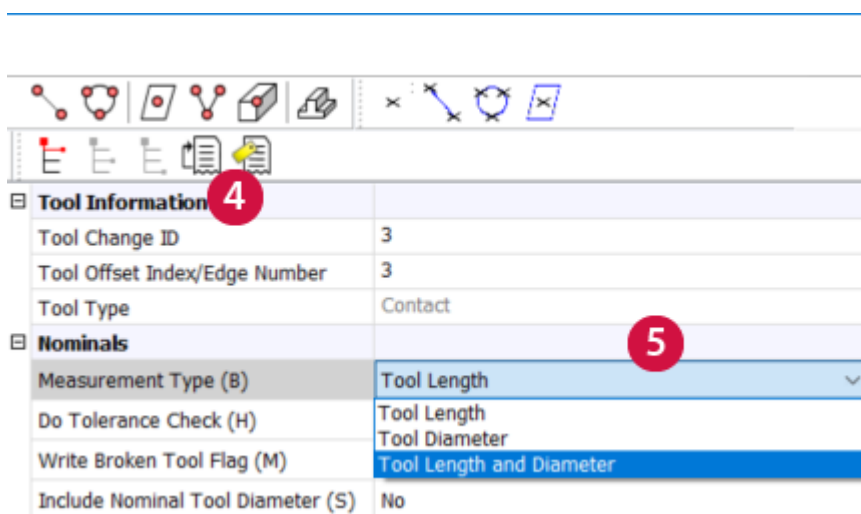 4
Tool Information
Tool Change ID 3
Tool Offset Index/Edge Number 3
Tool Type Contact
Nominals
5
Measurement Type (B) Tool Length
Do Tolerance Check (H) Tool Length
Tool Diameter
Write Broken Tool Flag (M) Tool Length and Diameter
Include Nominal Tool Diameter (S) No